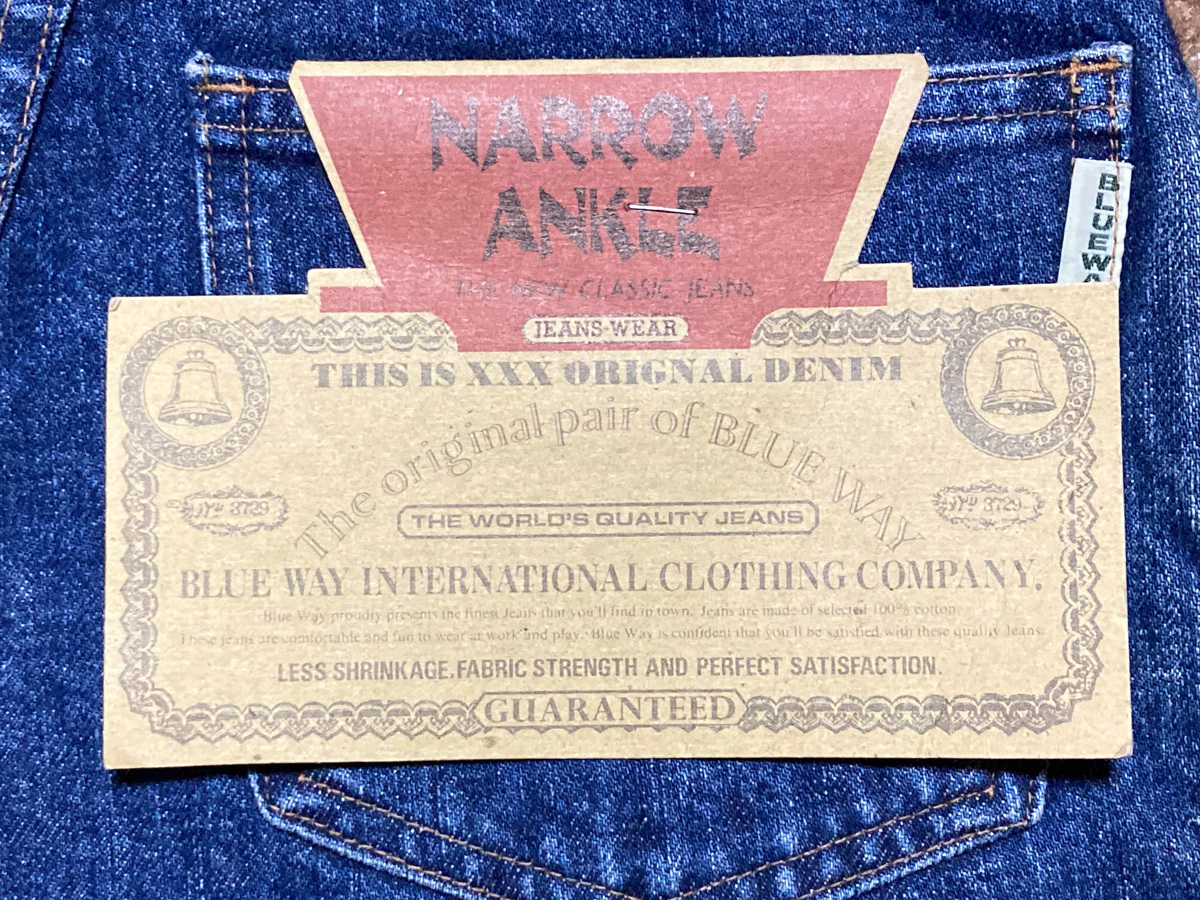 NARROW
ANKLE
THE NEW CLASSIC JEANS
JEANS-WEAR
THIS IS XXX ORIGNAL DENIM
The original pair of BLUE WAY
3729
3729
THE WORLD'S QUALITY JEANS
BLUE WAY INTERNATIONAL CLOTHING COMPANY.
Blue Way proudly presents the finest Jeans that you'll find in town. Jeans are made of selected 100% cotton.
These jeans are comfortable and fun to wear at work and play. Blue Way is confident that you'll be satisfied with these quality Jeans.
LESS SHRINKAGE.FABRIC STRENGTH AND PERFECT SATISFACTION.
GUARANTEED
BLUEWA